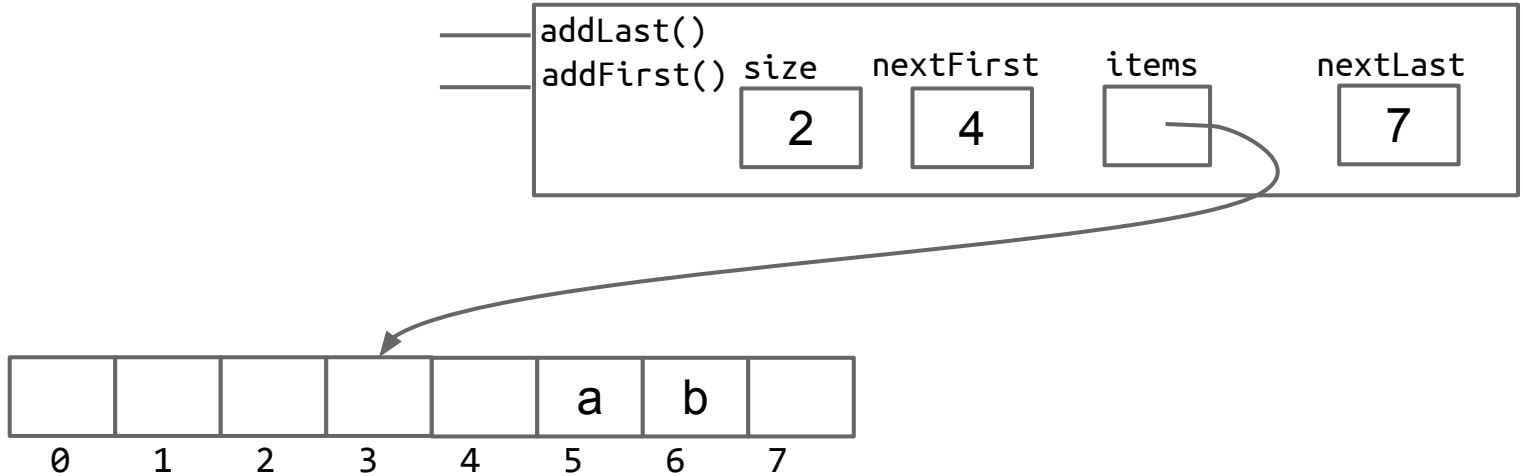 addLast()
addFirst()
size nextFirst items nextLast
2 4 7
a b
0 1 2 3 4 5 6 7